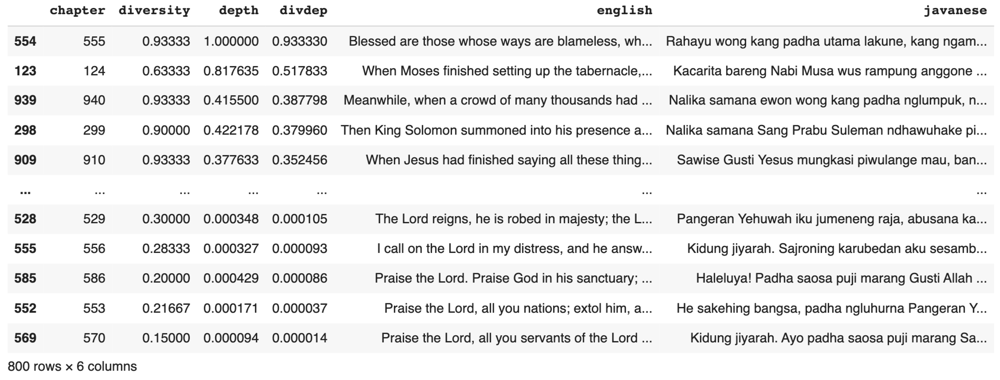 chapter diversity depth divdep english javanese
554 555 0.93333 1.000000 0.933330 Blessed are those whose ways are blameless, wh... Rahayu wong kang padha utama lakune, kang ngam...
123 124 0.63333 0.817635 0.517833 When Moses finished setting up the tabernacle,... Kacarita bareng Nabi Musa wus rampung anggone ...
939 940 0.93333 0.415500 0.387798 Meanwhile, when a crowd of many thousands had ... Nalika samana ewon wong kang padha nglumpuk, n...
298 299 0.90000 0.422178 0.379960 Then King Solomon summoned into his presence a... Nalika samana Sang Prabu Suleman ndhawuhake pi...
909 910 0.93333 0.377633 0.352456 When Jesus had finished saying all these thing... Sawise Gusti Yesus mungkasi piwulange mau, ban...
... ... ... ... ... ... ...
528 529 0.30000 0.000348 0.000105 The Lord reigns, he is robed in majesty; the L... Pangeran Yehuwah iku jumeneng raja, abusana ka...
555 556 0.28333 0.000327 0.000093 I call on the Lord in my distress, and he answ... Kidung jiyarah. Sajroning karubedan aku sesamb...
585 586 0.20000 0.000429 0.000086 Praise the Lord. Praise God in his sanctuary; ... Haleluya! Padha saosa puji marang Gusti Allah ...
552 553 0.21667 0.000171 0.000037 Praise the Lord, all you nations; extol him, a... He sakehing bangsa, padha ngluhurna Pangeran Y...
569 570 0.15000 0.000094 0.000014 Praise the Lord, all you servants of the Lord ... Kidung jiyarah. Ayo padha saosa puji marang Sa...
800 rows × 6 columns